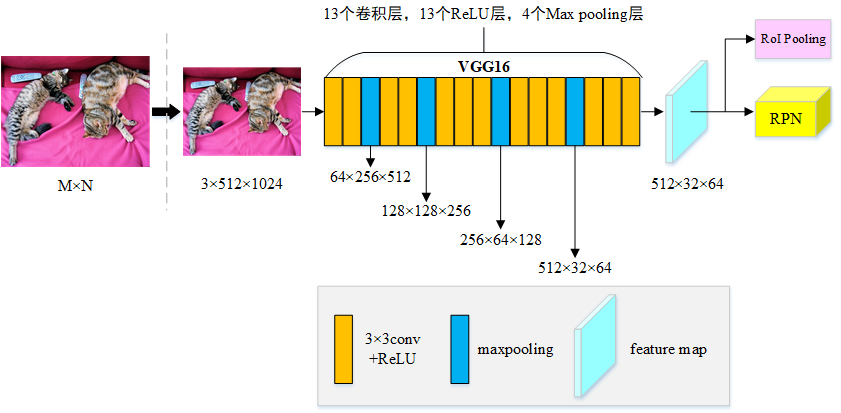 13个卷积层，13个ReLU层，4个Max pooling层
VGG16
RoI Pooling
RPN
M×N
3×512×1024
64×256×512
128×128×256
256×64×128
512×32×64
512×32×64
3×3conv
+ReLU
maxpooling
feature map